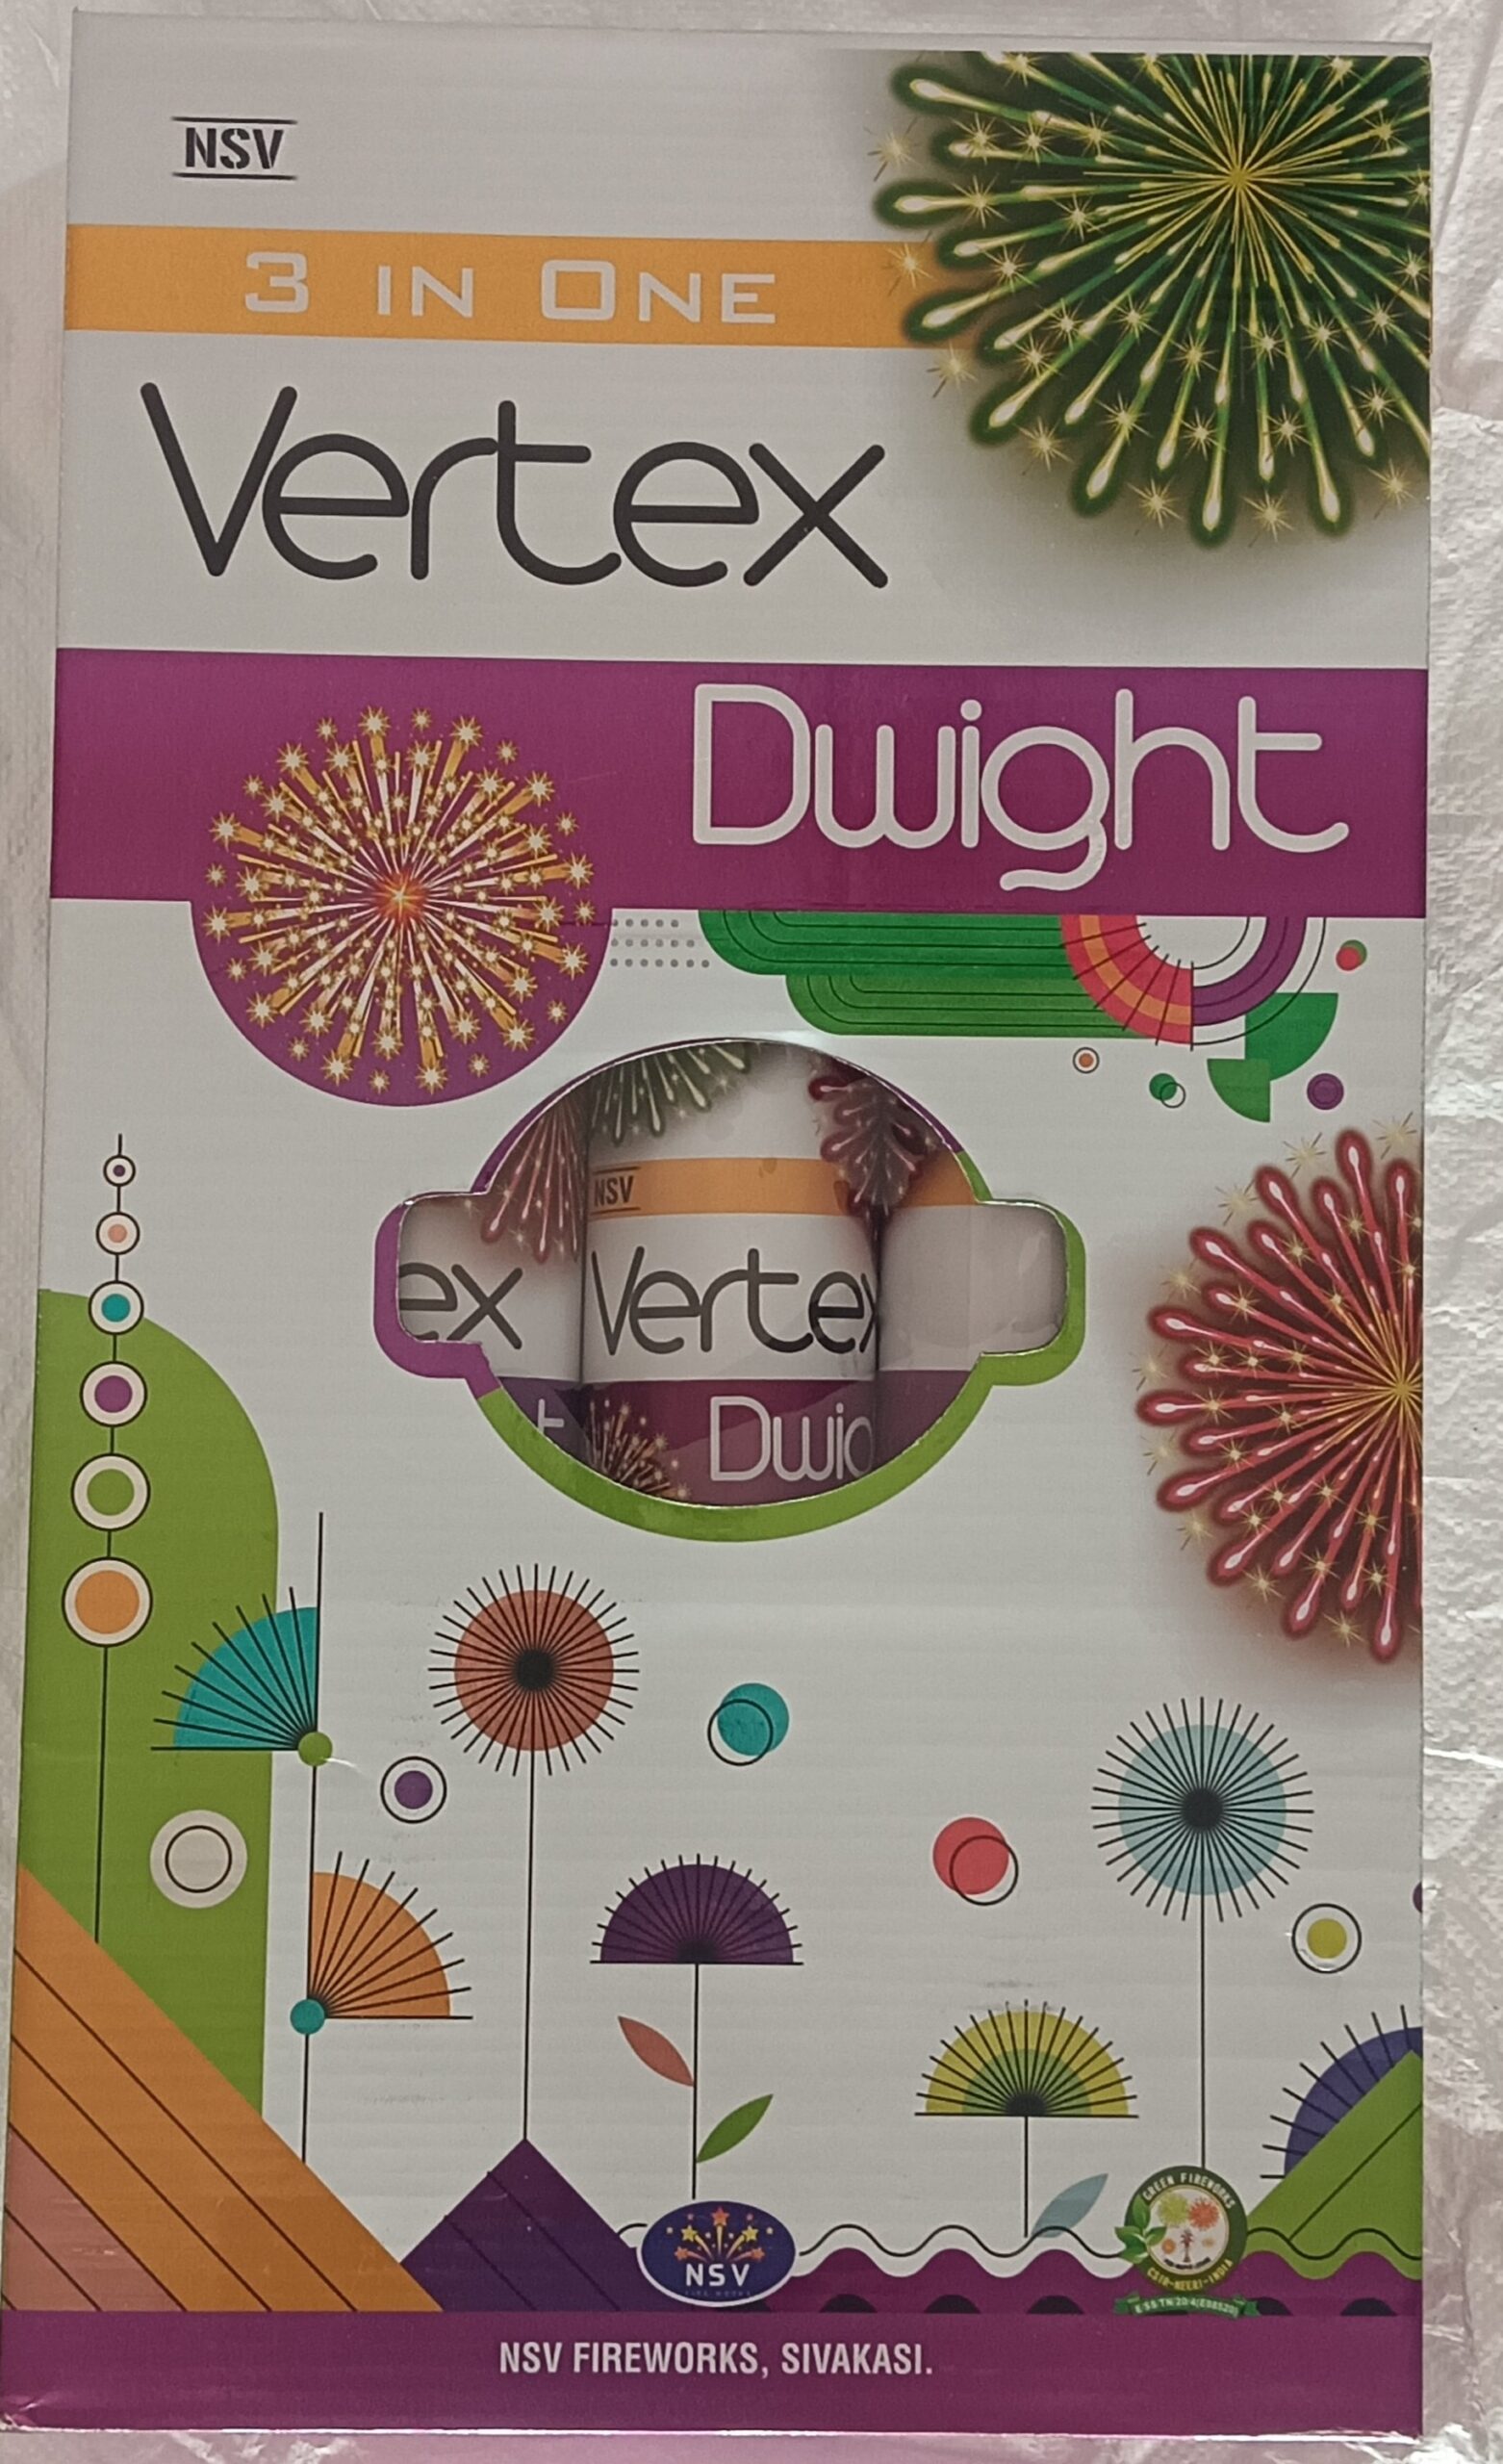 NSV
3 IN ONE
Vertex
Dwight
NSV
ex
Vertex
t
Dwig
GREEN FIREWORKS
CSIR-NEERI-INDIA
NSV
NSV FIREWORKS, SIVAKASI.